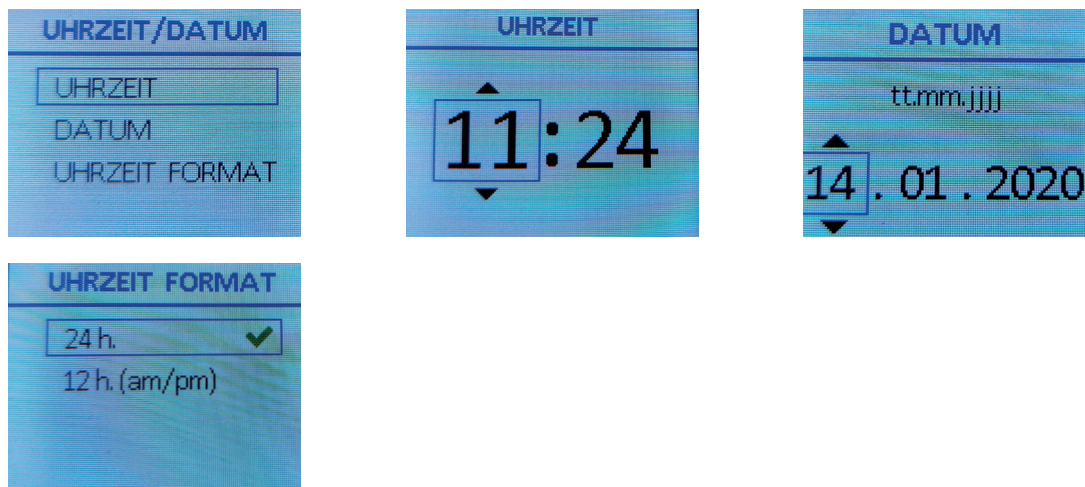 UHRZEIT/DATUM
UHRZEIT
DATUM
UHRZEIT FORMAT
UHRZEIT
11:24
DATUM
tt.mm.jjjj
14 . 01 . 2020
UHRZEIT FORMAT
24 h.
12 h. (am/pm)